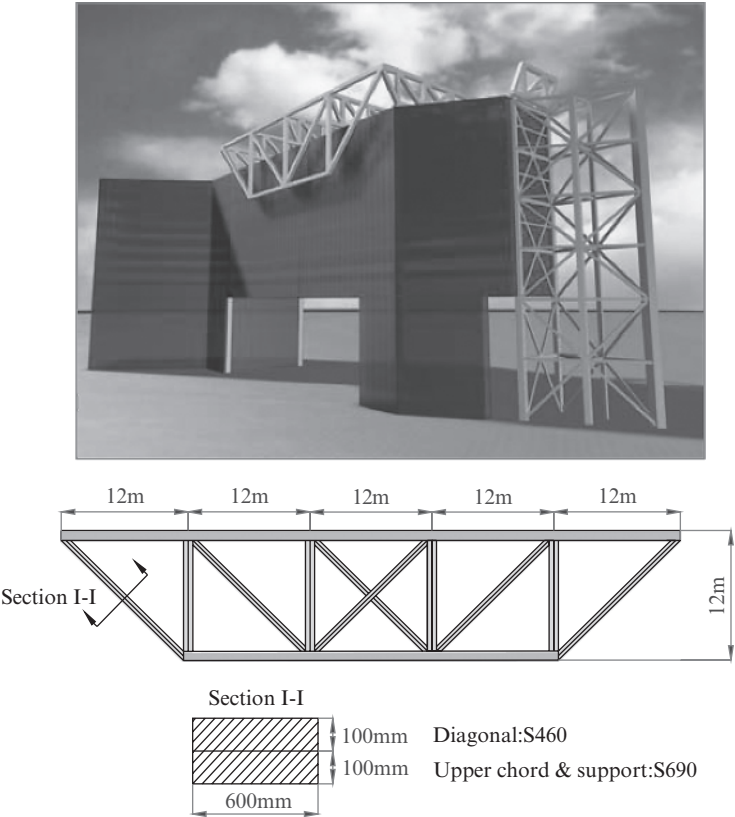 12m 12m 12m 12m 12m
Section I-I
12m
Section I-I
100mm Diagonal:S460
100mm Upper chord & support:S690
600mm